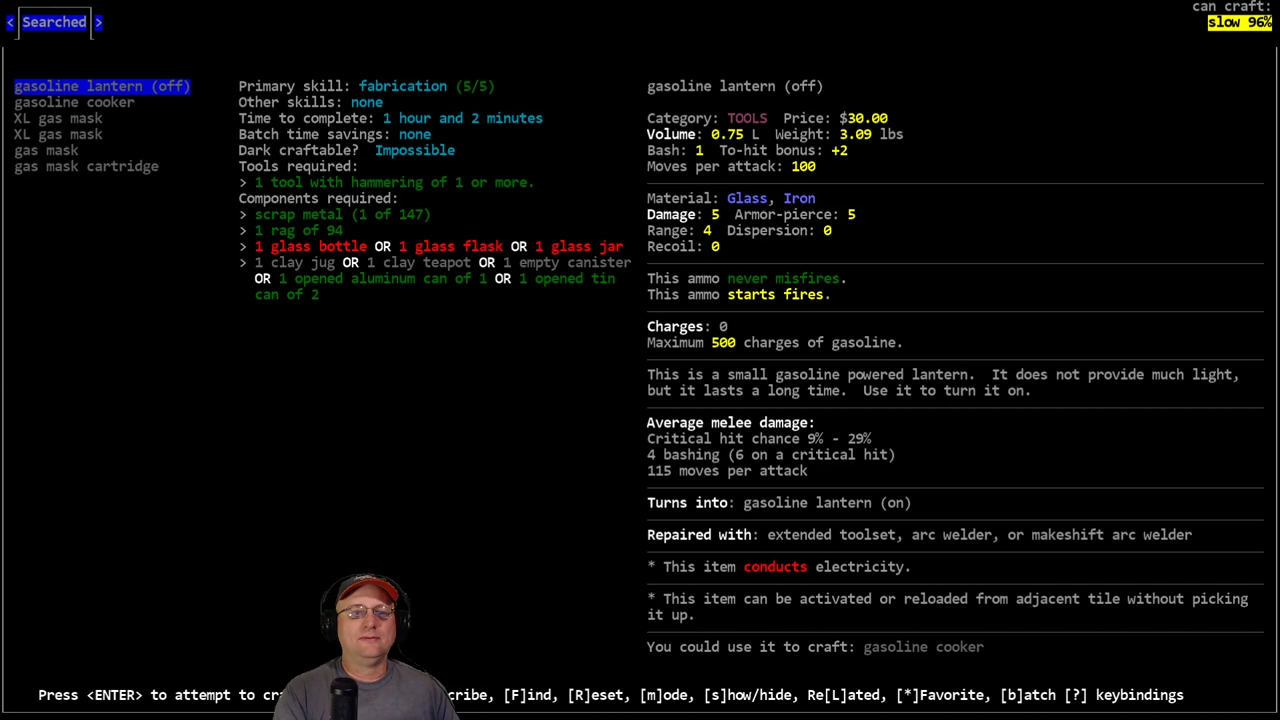 can craft:
< Searched >
slow 96%
gasoline lantern (off)
gasoline cooker
XL gas mask
XL gas mask
gas mask
gas mask cartridge
Primary skill: fabrication (5/5)
Other skills: none
Time to complete: 1 hour and 2 minutes
Batch time savings: none
Dark craftable? Impossible
Tools required:
> 1 tool with hammering of 1 or more.
Components required:
> scrap metal (1 of 147)
> 1 rag of 94
> 1 glass bottle OR 1 glass flask OR 1 glass jar
> 1 clay jug OR 1 clay teapot OR 1 empty canister
OR 1 opened aluminum can of 1 OR 1 opened tin
can of 2
gasoline lantern (off)
Category: TOOLS Price: $30.00
Volume: 0.75 L Weight: 3.09 lbs
Bash: 1 To-hit bonus: +2
Moves per attack: 100
Material: Glass, Iron
Damage: 5 Armor-pierce: 5
Range: 4 Dispersion: 0
Recoil: 0
This ammo never misfires.
This ammo starts fires.
Charges: 0
Maximum 500 charges of gasoline.
This is a small gasoline powered lantern. It does not provide much light,
but it lasts a long time. Use it to turn it on.
Average melee damage:
Critical hit chance 9% - 29%
4 bashing (6 on a critical hit)
115 moves per attack
Turns into: gasoline lantern (on)
Repaired with: extended toolset, arc welder, or makeshift arc welder
* This item conducts electricity.
* This item can be activated or reloaded from adjacent tile without picking
it up.
You could use it to craft: gasoline cooker
Press <ENTER> to attempt to cr cribe, [F]ind, [R]eset, [m]ode, [s]how/hide, Re[L]ated, [*]Favorite, [b]atch [?] keybindings